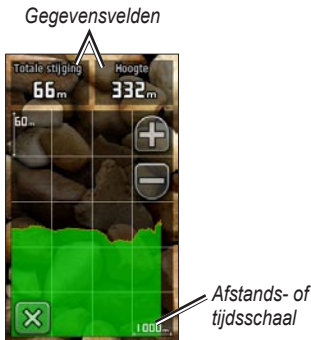 Gegevensvelden
Totale stijging Hoogte
66m 332m
60m
1000m
Afstands- of
tijdsschaal